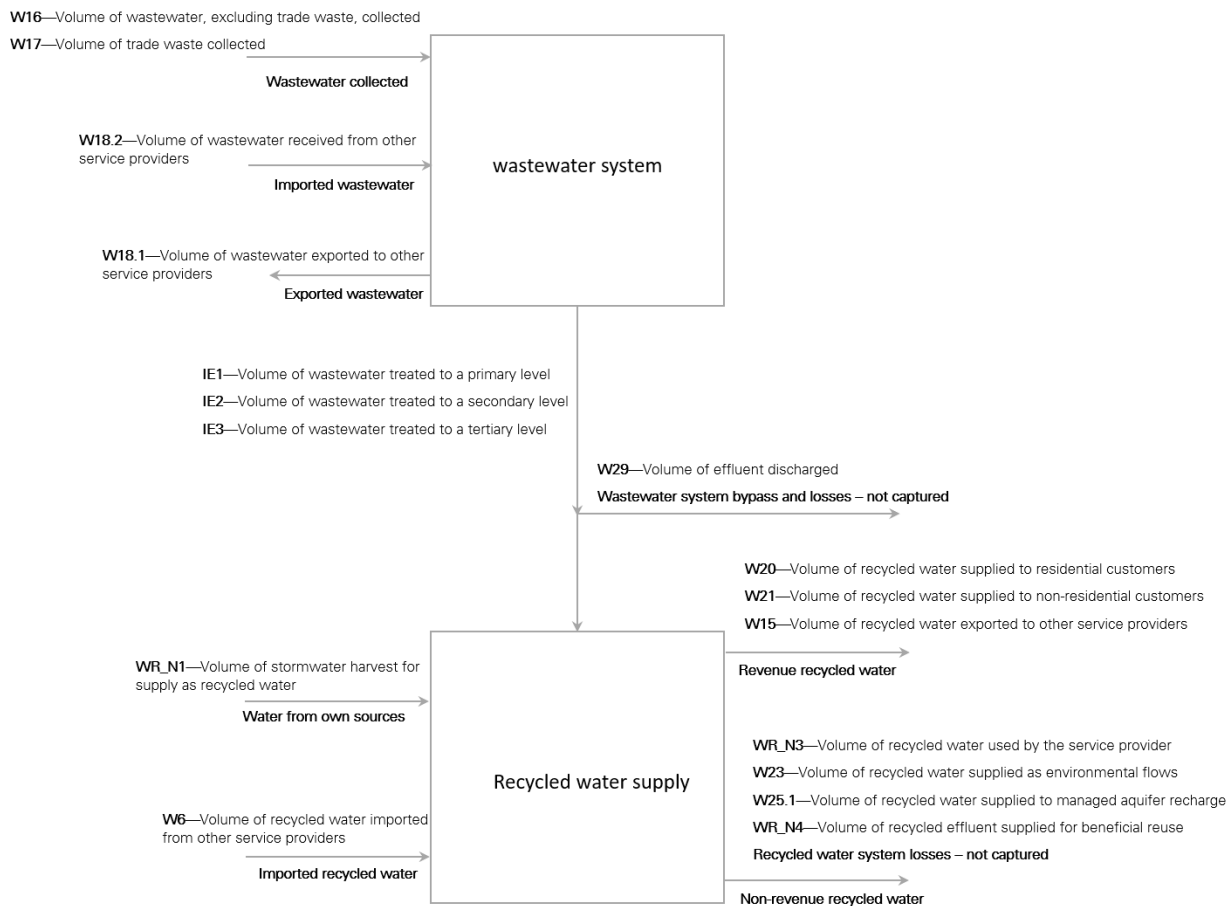 W16—Volume of wastewater, excluding trade waste, collected
W17—Volume of trade waste collected
Wastewater collected
W18.2—Volume of wastewater received from other
service providers
Imported wastewater
wastewater system
W18.1—Volume of wastewater exported to other
service providers
Exported wastewater
IE1—Volume of wastewater treated to a primary level
IE2—Volume of wastewater treated to a secondary level
IE3—Volume of wastewater treated to a tertiary level
W29—Volume of effluent discharged
Wastewater system bypass and losses – not captured
W20—Volume of recycled water supplied to residential customers
W21—Volume of recycled water supplied to non-residential customers
W15—Volume of recycled water exported to other service providers
Revenue recycled water
WR_N1—Volume of stormwater harvest for
supply as recycled water
Water from own sources
Recycled water supply
W6—Volume of recycled water imported
from other service providers
Imported recycled water
WR_N3—Volume of recycled water used by the service provider
W23—Volume of recycled water supplied as environmental flows
W25.1—Volume of recycled water supplied to managed aquifer recharge
WR_N4—Volume of recycled effluent supplied for beneficial reuse
Recycled water system losses – not captured
Non-revenue recycled water